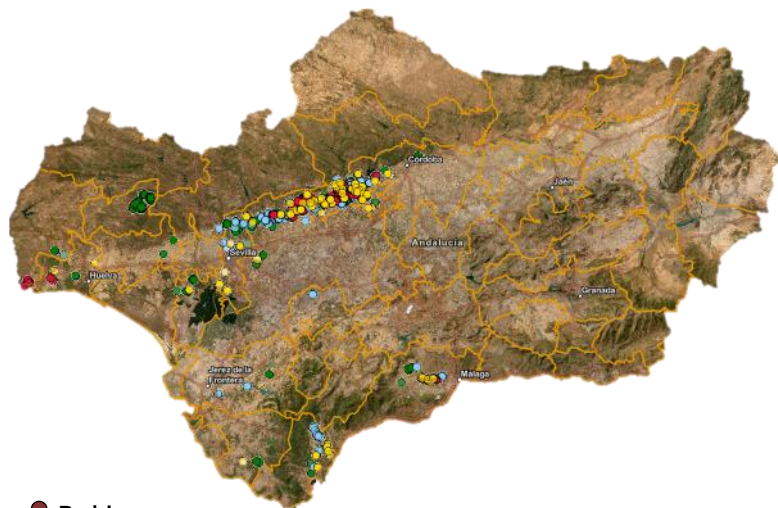 Córdoba
Jaén
Andalucía
Sevilla
Huelva
Granada
Málaga
Jerez de la
Frontera